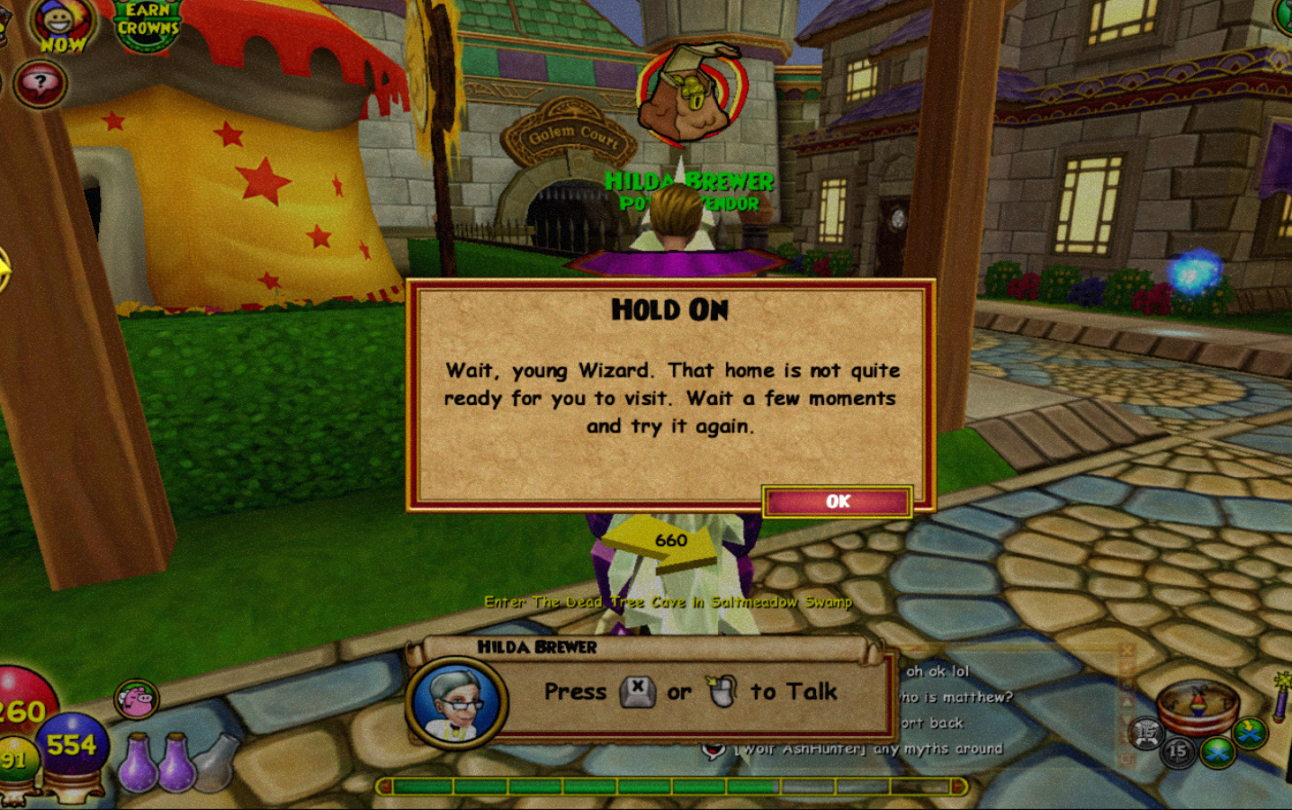 NOW
EARN
CROWNS
?
Golem Court
HILDA BREWER
VENDOR
HOLD ON
Wait, young Wizard. That home is not quite
ready for you to visit. Wait a few moments
and try it again.
OK
660
Enter The Dead Tree Cave in Saltmeadow Swamp
HILDA BREWER
Press X or to Talk
oh ok lol
who is matthew?
ort back
[Wolf AshHunter] any myths around
260
554
91
15
15